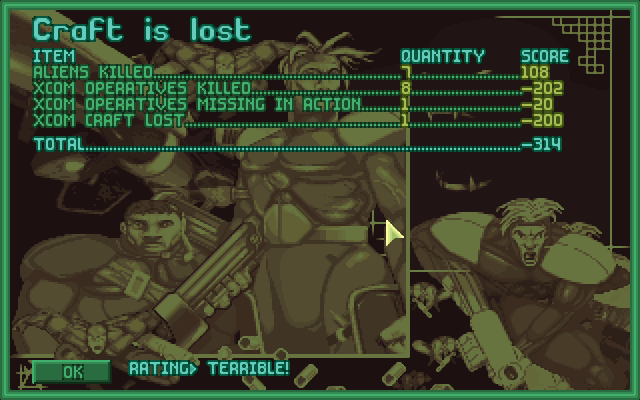 Craft is lost
ITEM QUANTITY SCORE
ALIENS KILLED 7 108
XCOM OPERATIVES KILLED 8 -202
XCOM OPERATIVES MISSING IN ACTION 1 -20
XCOM CRAFT LOST 1 -200
TOTAL -314
OK RATING> TERRIBLE!